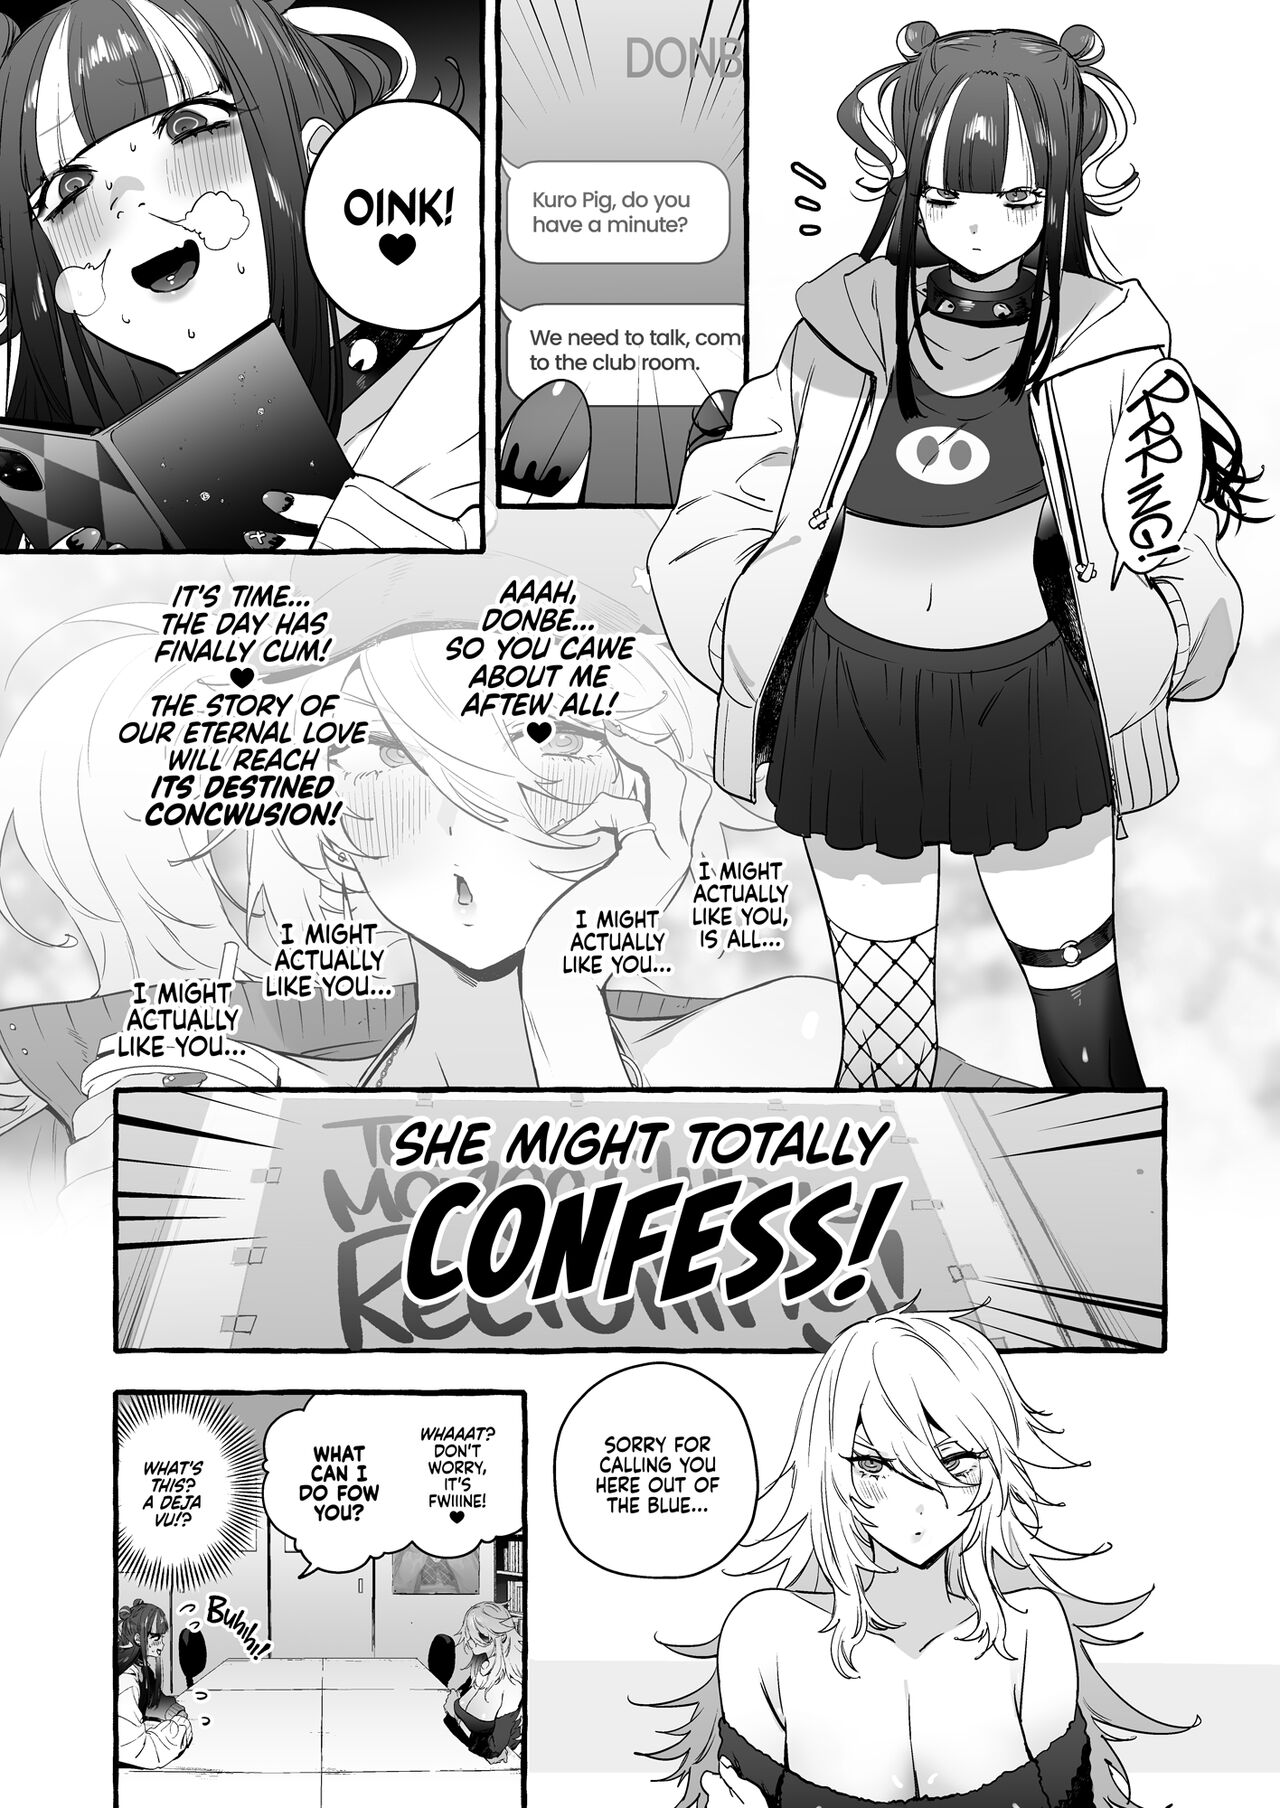 RRRR-ING!
DONB
Kuro Pig, do you
have a minute?
We need to talk, com
to the club room.
OINK!
♥
AAAH,
DONBE...
SO YOU CAWE
ABOUT ME
AFTEW ALL!
♥
IT'S TIME...
THE DAY HAS
FINALLY CUM!
♥
THE STORY OF
OUR ETERNAL LOVE
WILL REACH
ITS DESTINED
CONCWUSION!
I MIGHT
ACTUALLY
LIKE YOU,
IS ALL...
I MIGHT
ACTUALLY
LIKE YOU...
I MIGHT
ACTUALLY
LIKE YOU...
I MIGHT
ACTUALLY
LIKE YOU...
SHE MIGHT TOTALLY
CONFESS!
Recruiting!
SORRY FOR
CALLING YOU
HERE OUT OF
THE BLUE...
WHAAAT?
DON'T
WORRY,
IT'S
FWIIINE!
♥
WHAT
CAN I
DO FOW
YOU?
WHAT'S
THIS?
A DEJA
VU!?
Buhihi!